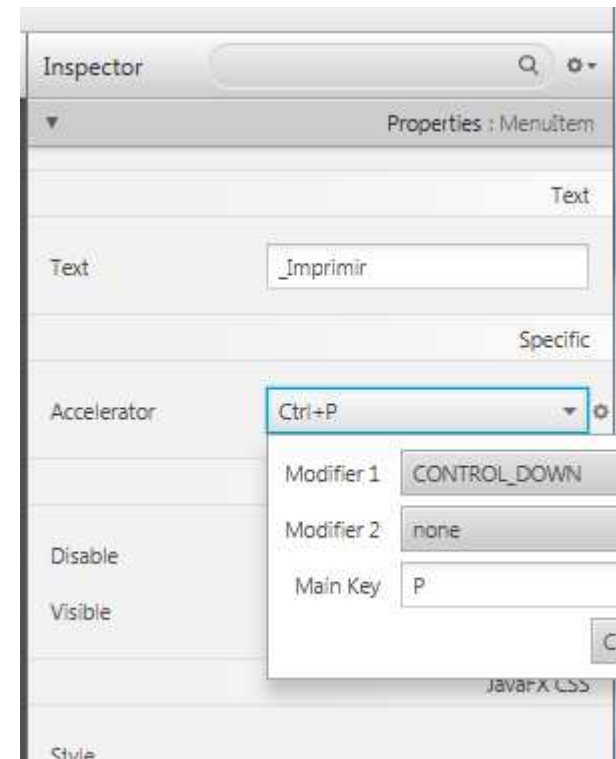 Inspector
Properties : MenuItem
Text
Text _Imprimir
Specific
Accelerator Ctrl+P
Modifier 1 CONTROL_DOWN
Modifier 2 none
Disable
Main Key P
Visible
C
JavaFX CSS
Style